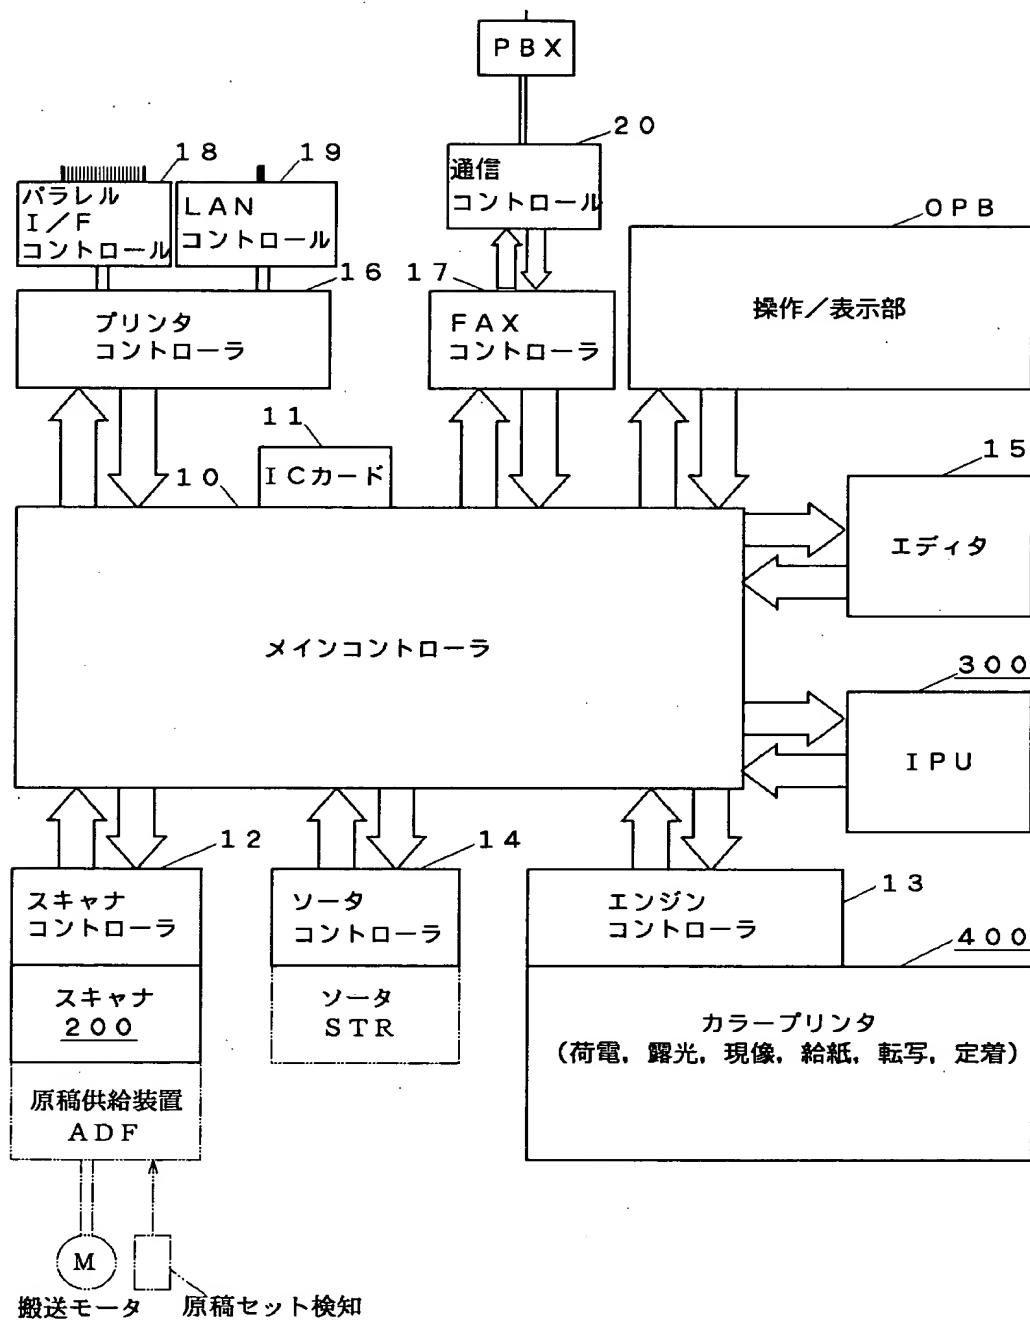 PBX
20
通信
コントロール
18
19
パラレル
I/F
コントロール
LAN
コントロール
OPB
16
17
プリンタ
コントローラ
FAX
コントローラ
操作/表示部
11
ICカード
10
15
エディタ
メインコントローラ
300
IPU
12
14
13
スキャナ
コントローラ
ソータ
コントローラ
エンジン
コントローラ
400
スキャナ
200
ソータ
STR
カラープリンタ
(荷電,露光,現像,給紙,転写,定着)
原稿供給装置
ADF
M
搬送モータ
原稿セット検知